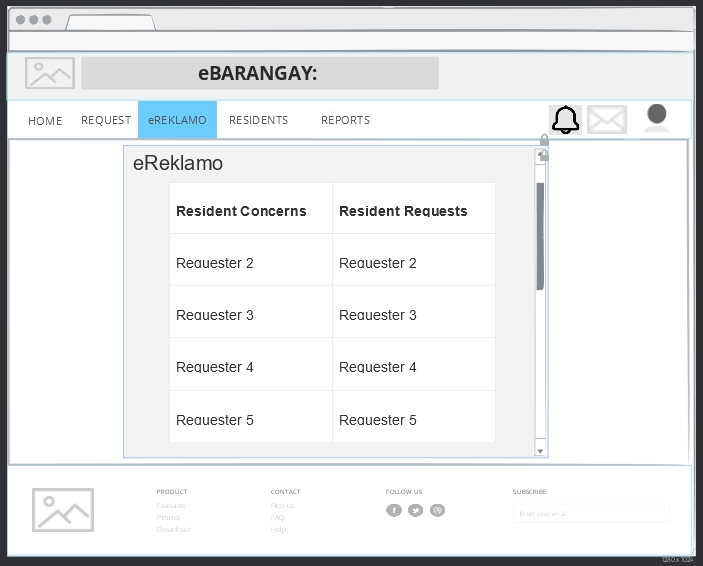 eBARANGAY:
HOME REQUEST eREKLAMO RESIDENTS REPORTS
eReklamo
Resident Concerns Resident Requests
Requester 2 Requester 2
Requester 3 Requester 3
Requester 4 Requester 4
Requester 5 Requester 5
PRODUCT CONTACT FOLLOW US SUBSCRIBE
Features Find us Enter your email
Promo FAQ
Download Help
1280 x 1024